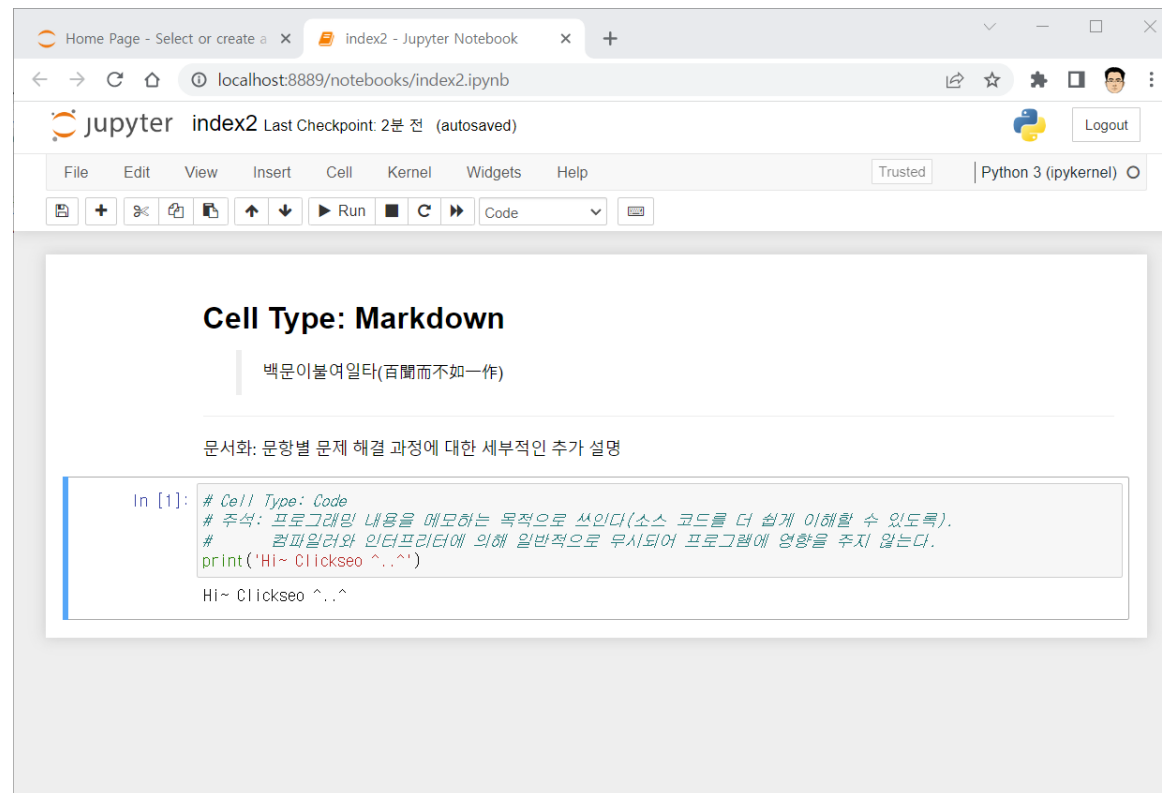 Home Page - Select or create a
index2 - Jupyter Notebook
localhost:8889/notebooks/index2.ipynb
jupyter index2 Last Checkpoint: 2분 전 (autosaved)
Logout
File Edit View Insert Cell Kernel Widgets Help
Trusted
Python 3 (ipykernel)
Run
Code
Cell Type: Markdown
백문이불여일타(百聞而不如一作)
문서화: 문항별 문제 해결 과정에 대한 세부적인 추가 설명
In [1]: # Cell Type: Code
# 주석: 프로그래밍 내용을 메모하는 목적으로 쓰인다(소스 코드를 더 쉽게 이해할 수 있도록).
# 컴파일러와 인터프리터에 의해 일반적으로 무시되어 프로그램에 영향을 주지 않는다.
print('Hi~ Clickseo ^..^')
Hi~ Clickseo ^..^